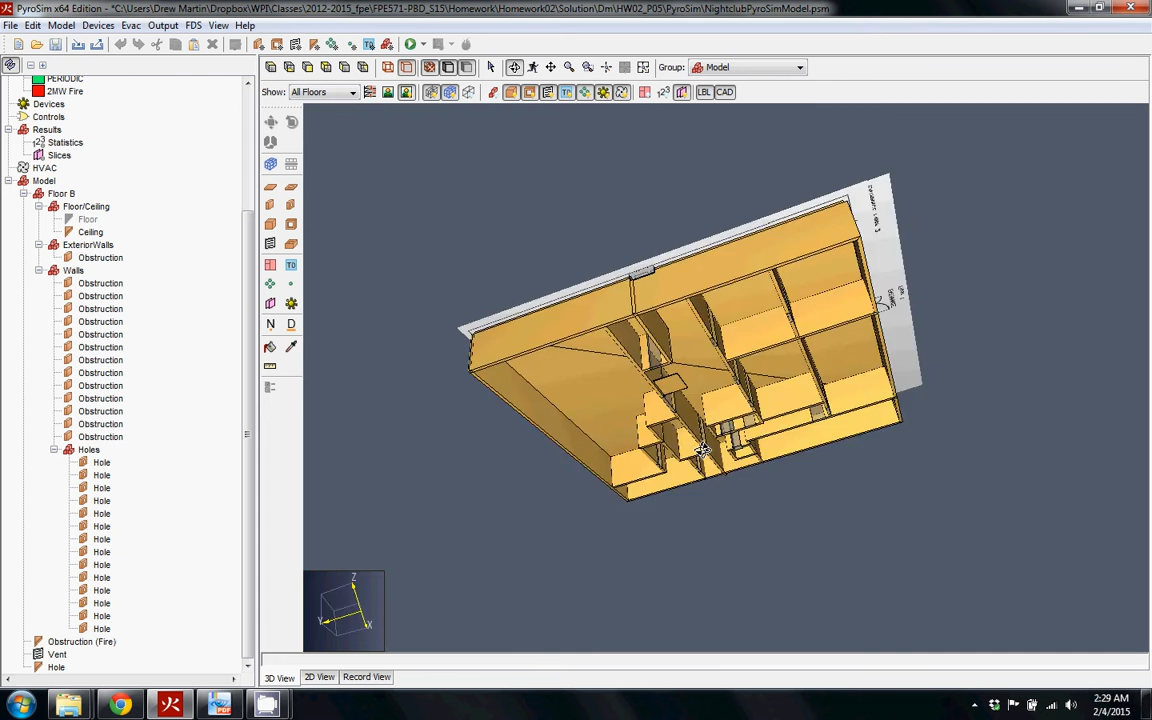 PyroSim x64 Edition - *C:\Users\Drew Martin\Dropbox\WPI\Classes\2012-2015_fpe\FPE571-PBD_S15\Homework\Homework02\Solution\Dm\HW02_P05\PyroSim\NightclubPyroSimModel.psm
File Edit Model Devices Evac Output FDS View Help
Group: Model
Show: All Floors
LBL CAD
PERIODIC
2MW Fire
Devices
Controls
Results
Statistics
Slices
HVAC
Model
Floor B
Floor/Ceiling
Floor
Ceiling
ExteriorWalls
Obstruction
Walls
Obstruction
Obstruction
Obstruction
Obstruction
Obstruction
Obstruction
Obstruction
Obstruction
Obstruction
Obstruction
Obstruction
Obstruction
Obstruction
Holes
Hole
Hole
Hole
Hole
Hole
Hole
Hole
Hole
Hole
Hole
Hole
Hole
Hole
Hole
Obstruction (Fire)
Vent
Hole
N D
Z
Y
X
3D View 2D View Record View
2:29 AM
2/4/2015